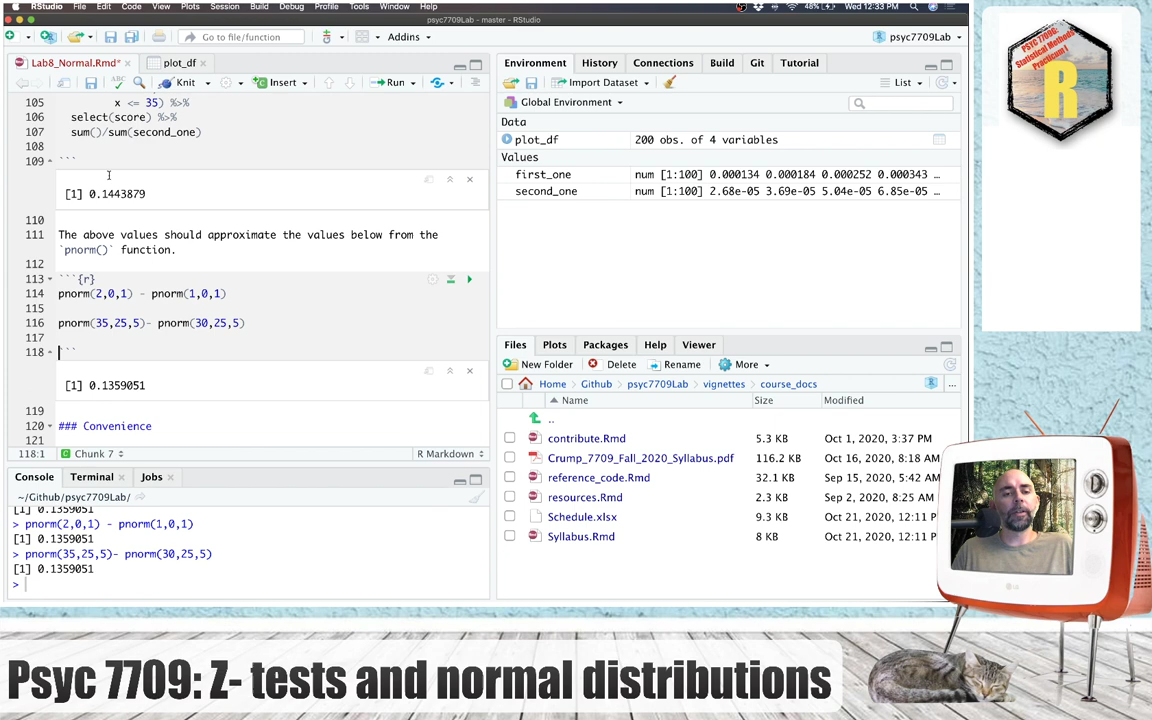 RStudio File Edit Code View Plots Session Build Debug Profile Tools Window Help
48% Wed 12:33 PM
psyc7709Lab - master - RStudio
Go to file/function
Addins
psyc7709Lab
Lab8_Normal.Rmd*
plot_df
Knit
Insert
Run
105 x <= 35) %>%
106 select(score) %>%
107 sum()/sum(second_one)
108
109 ```
[1] 0.1443879
110
111 The above values should approximate the values below from the
`pnorm()` function.
112
113 ```{r}
114 pnorm(2,0,1) - pnorm(1,0,1)
115
116 pnorm(35,25,5)- pnorm(30,25,5)
117
118 ```
[1] 0.1359051
119
120 ### Convenience
121
118:1 Chunk 7 R Markdown
Console Terminal Jobs
~/Github/psyc7709Lab/
[1] 0.1359051
> pnorm(2,0,1) - pnorm(1,0,1)
[1] 0.1359051
> pnorm(35,25,5)- pnorm(30,25,5)
[1] 0.1359051
>
Environment History Connections Build Git Tutorial
Import Dataset
List
Global Environment
Data
plot_df 200 obs. of 4 variables
Values
first_one num [1:100] 0.000134 0.000184 0.000252 0.000343 …
second_one num [1:100] 2.68e-05 3.69e-05 5.04e-05 6.85e-05 …
Files Plots Packages Help Viewer
New Folder Delete Rename More
Home Github psyc7709Lab vignettes course_docs ...
Name Size Modified
..
contribute.Rmd 5.3 KB Oct 1, 2020, 3:37 PM
Crump_7709_Fall_2020_Syllabus.pdf 116.2 KB Oct 16, 2020, 8:18 AM
reference_code.Rmd 32.1 KB Sep 15, 2020, 5:42 AM
resources.Rmd 2.3 KB Sep 2, 2020, 8:25 AM
Schedule.xlsx 9.3 KB Oct 21, 2020, 12:11 P
Syllabus.Rmd 8 KB Oct 21, 2020, 12:11 P
PSYC 7709G:
Statistical Methods
Practicum I
R
LG
Psyc 7709: Z- tests and normal distributions